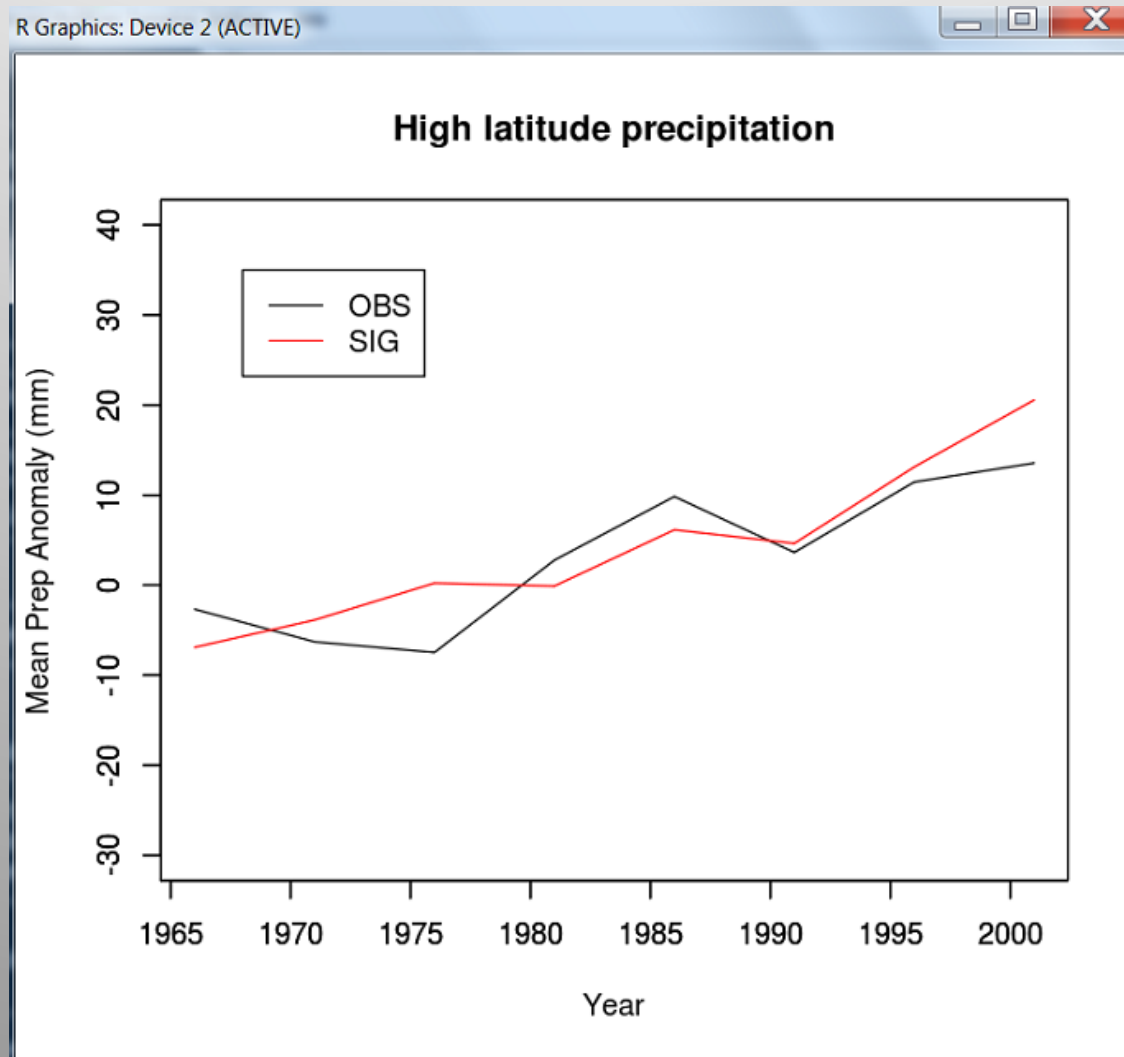 R Graphics: Device 2 (ACTIVE)
High latitude precipitation
40
30
20
10
0
-10
-20
-30
Mean Prep Anomaly (mm)
OBS
SIG
1965 1970 1975 1980 1985 1990 1995 2000
Year